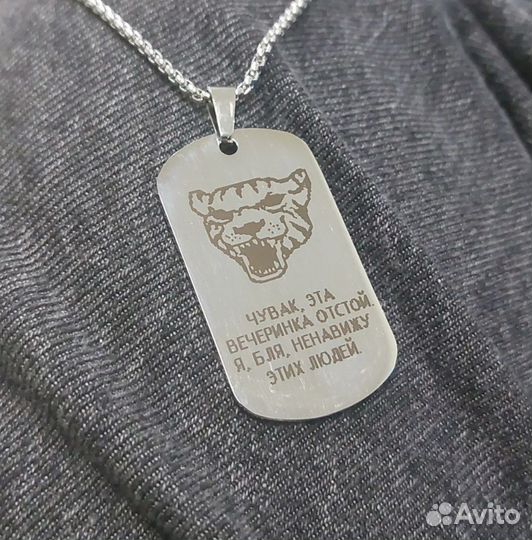 ЧУВАК, ЭТА
ВЕЧЕРИНКА ОТСТОЙ.
Я, БЛЯ, НЕНАВИЖУ
ЭТИХ ЛЮДЕЙ.
Avito